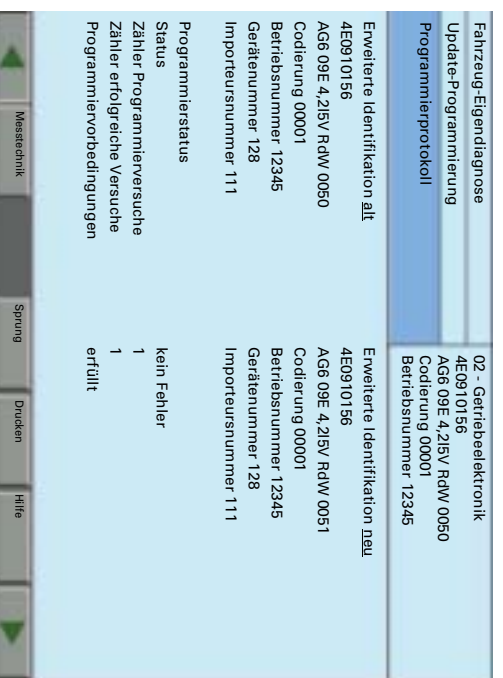 Fahrzeug-Eigendiagnose
Update-Programmierung
Programmierprotokoll
02 - Getriebeelektronik
4E0910156
AG6 09E 4,2l5V RdW 0050
Codierung 00001
Betriebsnummer 12345
Erweiterte Identifikation alt
4E0910156
AG6 09E 4,2l5V RdW 0050
Codierung 00001
Betriebsnummer 12345
Gerätenummer 128
Importeursnummer 111
Erweiterte Identifikation neu
4E0910156
AG6 09E 4,2l5V RdW 0051
Codierung 00001
Betriebsnummer 12345
Gerätenummer 128
Importeursnummer 111
Programmierstatus
Status kein Fehler
Zähler Programmierversuche 1
Zähler erfolgreiche Versuche 1
Programmiervorbedingungen erfüllt
Messtechnik
Sprung
Drucken
Hilfe